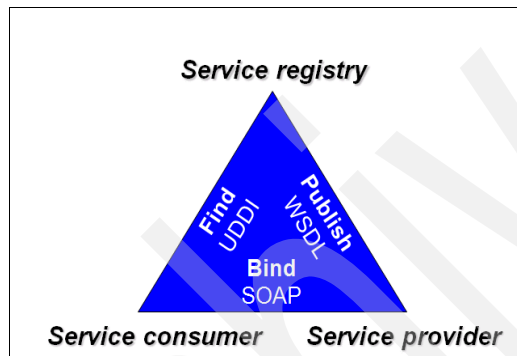 Service registry
Find
UDDI
Publish
WSDL
Bind
SOAP
Service consumer
Service provider